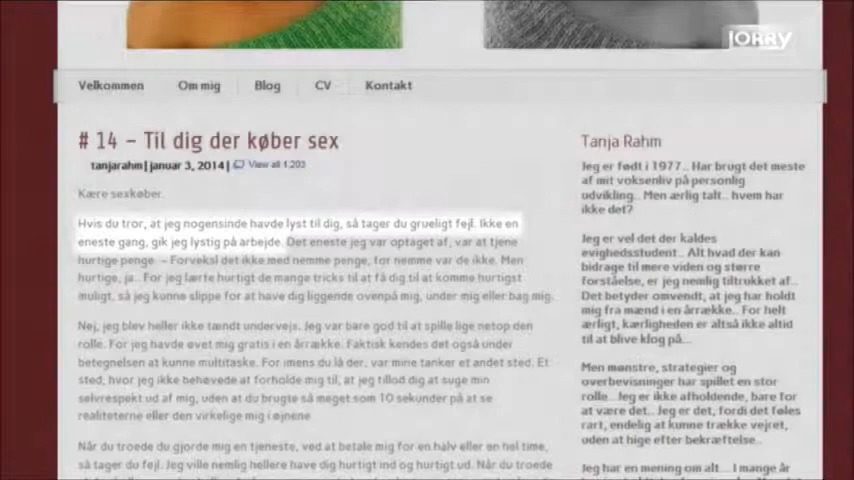 lORRY
Velkommen
Om mig
Blog
CV
Kontakt
# 14 – Til dig der køber sex
tanjarahm | januar 3, 2014 | View all 1.203
Kære sexkøber.
Hvis du tror, at jeg nogensinde havde lyst til dig, så tager du grueligt fejl. Ikke en
eneste gang, gik jeg lystig på arbejde. Det eneste jeg var optaget af, var at tjene
hurtige penge. – Forveksl det ikke med nemme penge, for nemme var de ikke. Men
hurtige, ja.. For jeg lærte hurtigt de mange tricks til at få dig til at komme hurtigst
muligt, så jeg kunne slippe for at have dig liggende ovenpå mig, under mig eller bag mig.
Nej, jeg blev heller ikke tændt undervejs. Jeg var bare god til at spille lige netop den
rolle. For jeg havde øvet mig gratis i en årrække. Faktisk kendes det også under
betegnelsen at kunne multitaske. For imens du lå der, var mine tanker et andet sted. Et
sted, hvor jeg ikke behøvede at forholde mig til, at jeg tillod dig at suge min
selvrespekt ud af mig, uden at du brugte så meget som 10 sekunder på at se
realiteterne eller den virkelige mig i øjnene.
Når du troede du gjorde mig en tjeneste, ved at betale mig for en halv eller en hel time,
så tager du fejl. Jeg ville nemlig hellere have dig hurtigt ind og hurtigt ud. Når du troede
Tanja Rahm
Jeg er født i 1977.. Har brugt det meste
af mit voksenliv på personlig
udvikling.. Men ærlig talt.. hvem har
ikke det?
Jeg er vel det der kaldes
evighedsstudent.. Alt hvad der kan
bidrage til mere viden og større
forståelse, er jeg nemlig tiltrukket af..
Det betyder omvendt, at jeg har holdt
mig fra mænd i en årrække.. For helt
ærligt, kærligheden er altså ikke altid
til at blive klog på...
Men mønstre, strategier og
overbevisninger har spillet en stor
rolle.. Jeg er ikke afholdende, bare for
at være det.. Jeg er det, fordi det føles
rart, endelig at kunne trække vejret,
uden at hige efter bekræftelse..
Jeg har en mening om alt... I mange år